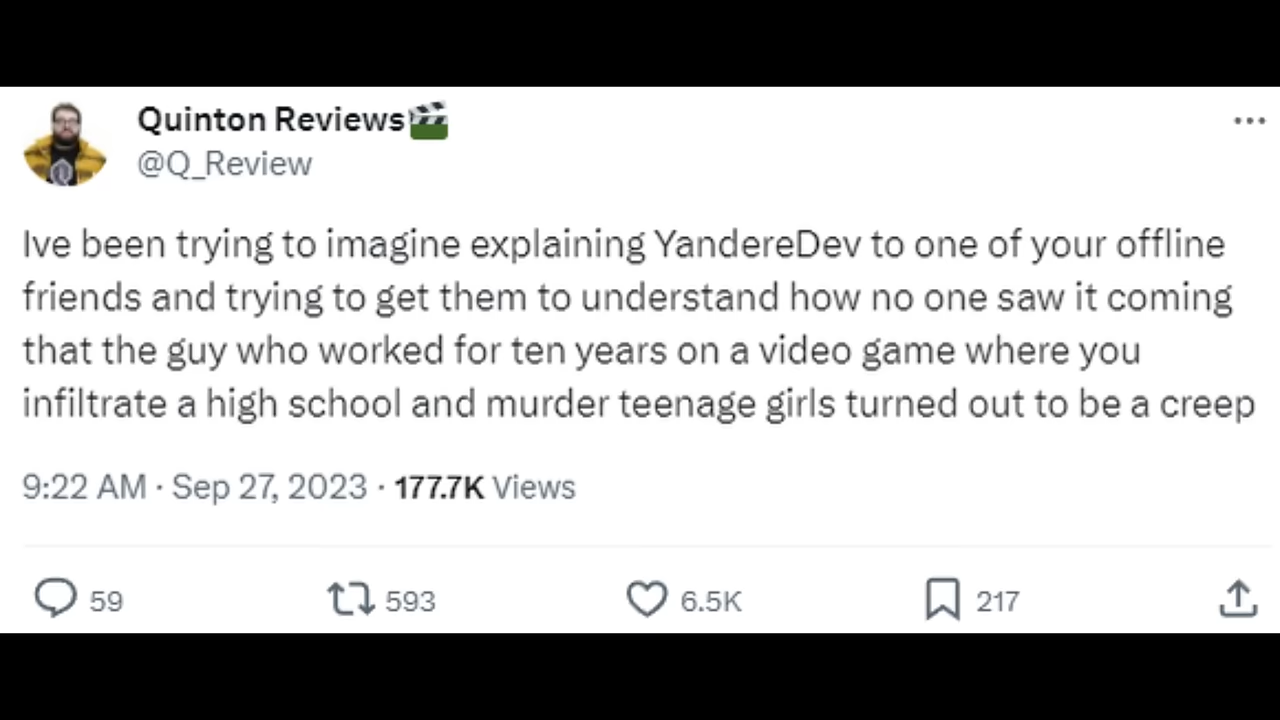 Quinton Reviews🎬
@Q_Review
Ive been trying to imagine explaining YandereDev to one of your offline
friends and trying to get them to understand how no one saw it coming
that the guy who worked for ten years on a video game where you
infiltrate a high school and murder teenage girls turned out to be a creep
9:22 AM · Sep 27, 2023 · 177.7K Views
59 593 6.5K 217